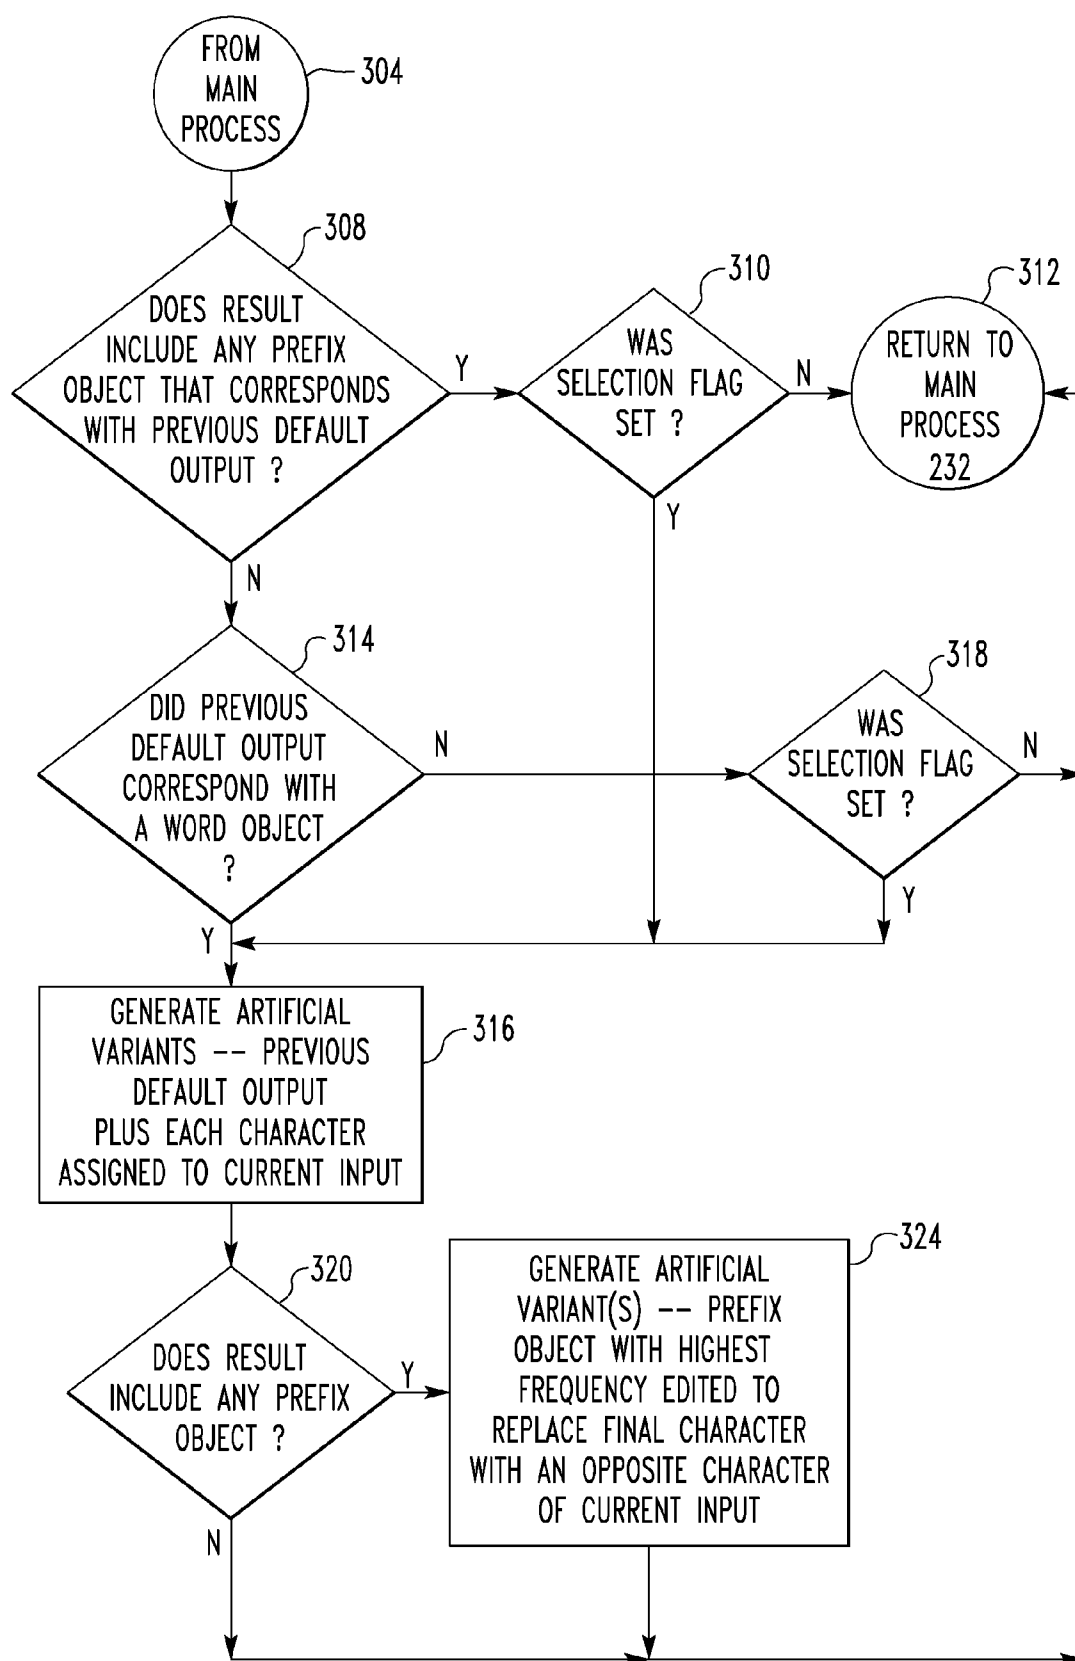 FROM
MAIN
PROCESS
304
308
DOES RESULT
INCLUDE ANY PREFIX
OBJECT THAT CORRESPONDS
WITH PREVIOUS DEFAULT
OUTPUT ?
Y
N
310
WAS
SELECTION FLAG
SET ?
N
Y
312
RETURN TO
MAIN
PROCESS
232
314
DID PREVIOUS
DEFAULT OUTPUT
CORRESPOND WITH
A WORD OBJECT
?
N
Y
318
WAS
SELECTION FLAG
SET ?
N
Y
316
GENERATE ARTIFICIAL
VARIANTS -- PREVIOUS
DEFAULT OUTPUT
PLUS EACH CHARACTER
ASSIGNED TO CURRENT INPUT
320
DOES RESULT
INCLUDE ANY PREFIX
OBJECT ?
Y
N
324
GENERATE ARTIFICIAL
VARIANT(S) -- PREFIX
OBJECT WITH HIGHEST
FREQUENCY EDITED TO
REPLACE FINAL CHARACTER
WITH AN OPPOSITE CHARACTER
OF CURRENT INPUT